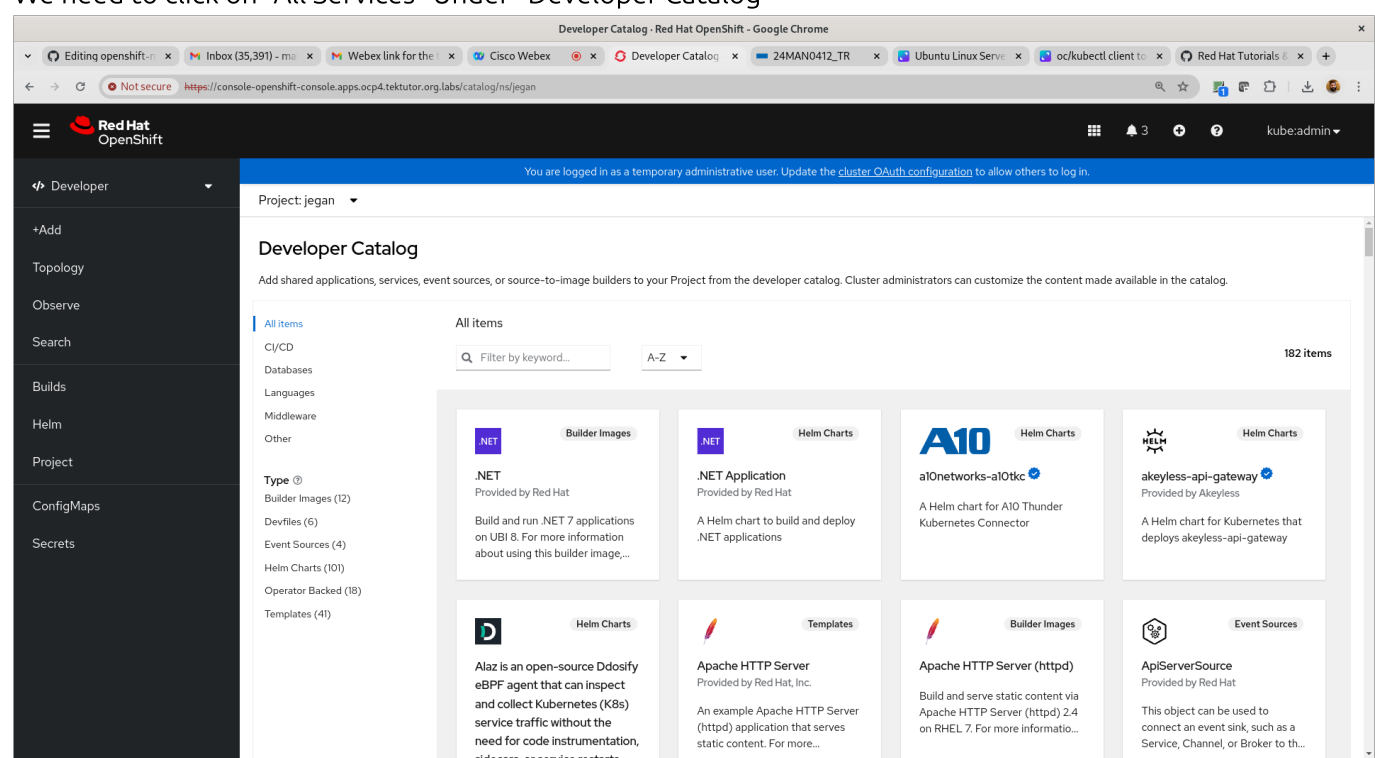 We need to click on "All Services" Under "Developer Catalog"
Developer Catalog · Red Hat OpenShift - Google Chrome
Editing openshift-n
Inbox (35,391) - ma
Webex link for the t
Cisco Webex
Developer Catalog
24MAN0412_TR
Ubuntu Linux Serve
oc/kubectl client to
Red Hat Tutorials &
Not secure https://console-openshift-console.apps.ocp4.tektutor.org.labs/catalog/ns/jegan
1
Red Hat
OpenShift
3
kube:admin
You are logged in as a temporary administrative user. Update the cluster OAuth configuration to allow others to log in.
Developer
+Add
Topology
Observe
Search
Builds
Helm
Project
ConfigMaps
Secrets
Project: jegan
Developer Catalog
Add shared applications, services, event sources, or source-to-image builders to your Project from the developer catalog. Cluster administrators can customize the content made available in the catalog.
All items
CI/CD
Databases
Languages
Middleware
Other
Type
Builder Images (12)
Devfiles (6)
Event Sources (4)
Helm Charts (101)
Operator Backed (18)
Templates (41)
All items
Filter by keyword...
A-Z
182 items
.NET
Builder Images
.NET
Provided by Red Hat
Build and run .NET 7 applications
on UBI 8. For more information
about using this builder image,...
.NET
Helm Charts
.NET Application
Provided by Red Hat
A Helm chart to build and deploy
.NET applications
A10
Helm Charts
a10networks-a10tkc
A Helm chart for A10 Thunder
Kubernetes Connector
HELM
Helm Charts
akeyless-api-gateway
Provided by Akeyless
A Helm chart for Kubernetes that
deploys akeyless-api-gateway
Helm Charts
Alaz is an open-source Ddosify
eBPF agent that can inspect
and collect Kubernetes (K8s)
service traffic without the
need for code instrumentation,
sidecars, or service restarts
Templates
Apache HTTP Server
Provided by Red Hat, Inc.
An example Apache HTTP Server
(httpd) application that serves
static content. For more...
Builder Images
Apache HTTP Server (httpd)
Build and serve static content via
Apache HTTP Server (httpd) 2.4
on RHEL 7. For more informatio...
Event Sources
ApiServerSource
Provided by Red Hat
This object can be used to
connect an event sink, such as a
Service, Channel, or Broker to th...